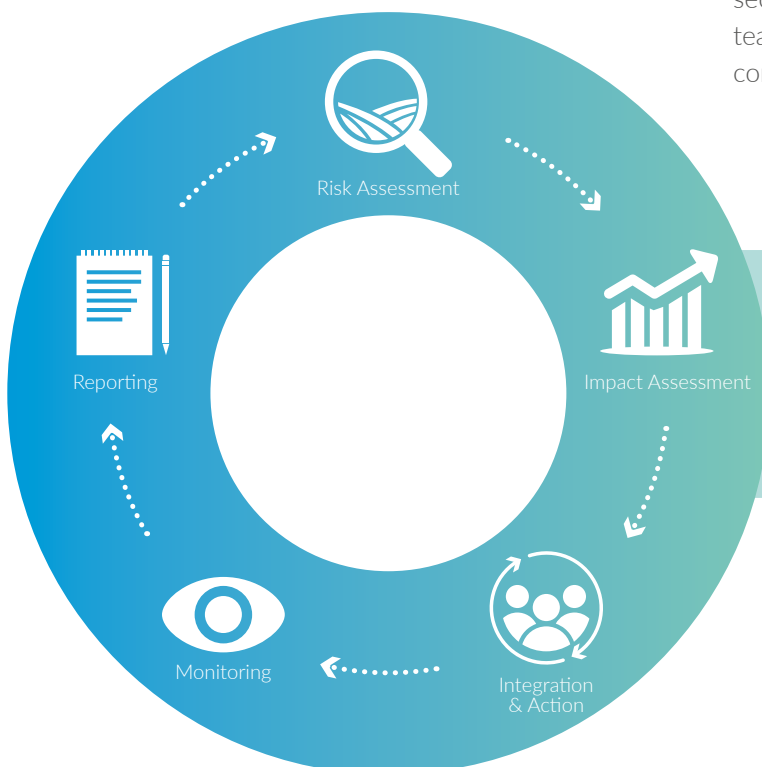 Risk Assessment
Impact Assessment
Integration
& Action
Monitoring
Reporting